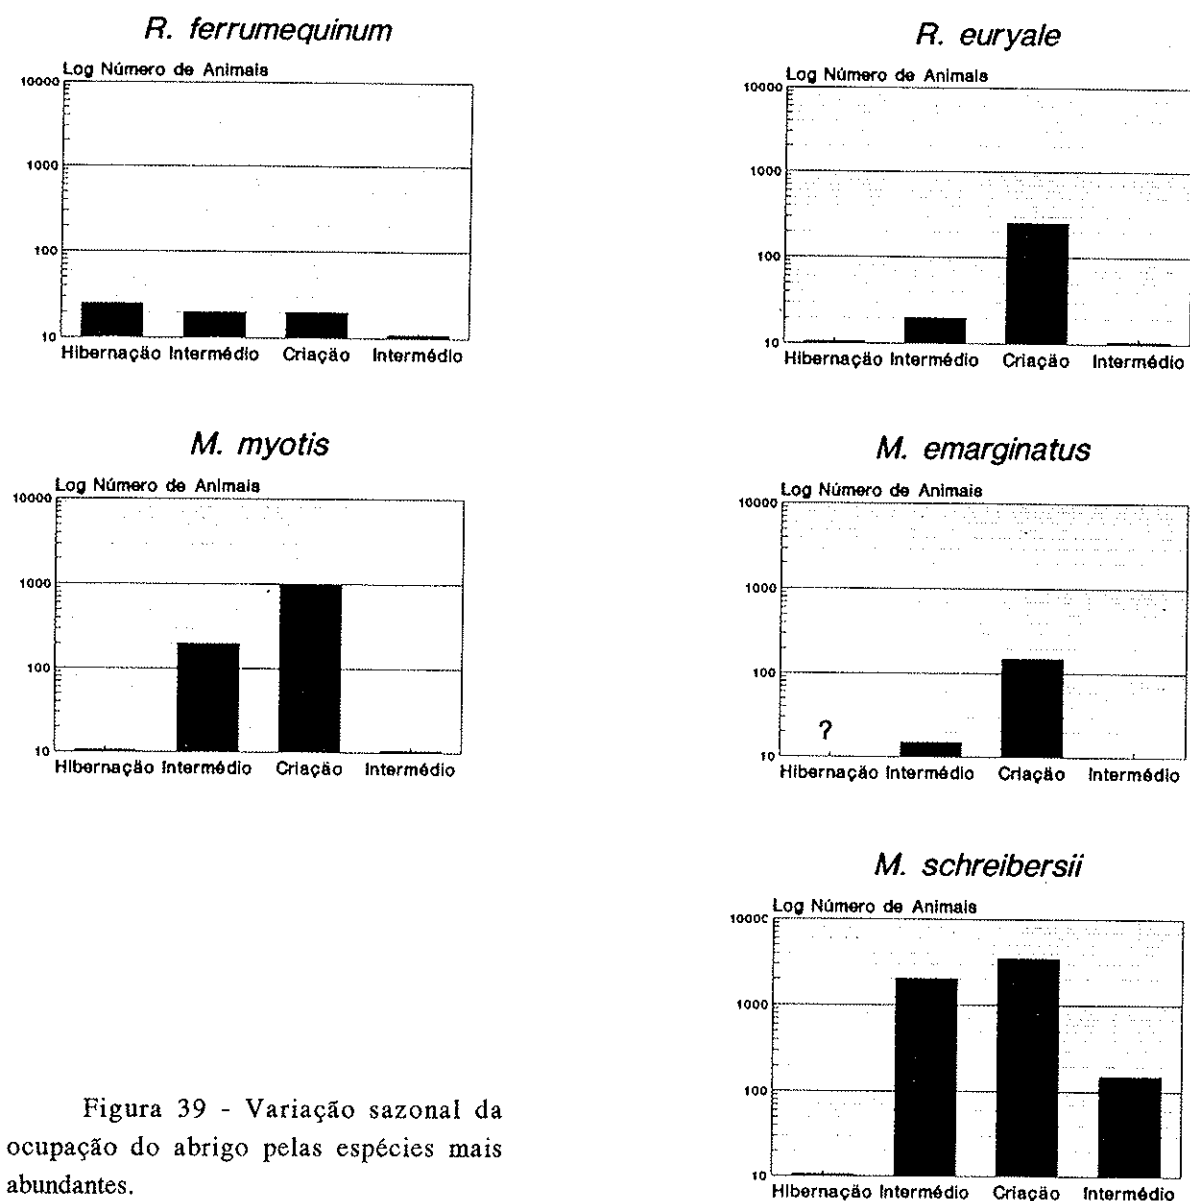 R. ferrumequinum
Log Número de Animais
10000
1000
100
10
Hibernação Intermédio Criação Intermédio
R. euryale
Log Número de Animais
10000
1000
100
10
Hibernação Intermédio Criação Intermédio
M. myotis
Log Número de Animais
10000
1000
100
10
Hibernação Intermédio Criação Intermédio
M. emarginatus
Log Número de Animais
10000
1000
100
?
10
Hibernação Intermédio Criação Intermédio
M. schreibersii
Log Número de Animais
10000
1000
100
10
Hibernação Intermédio Criação Intermédio
Figura 39 - Variação sazonal da
ocupação do abrigo pelas espécies mais
abundantes.